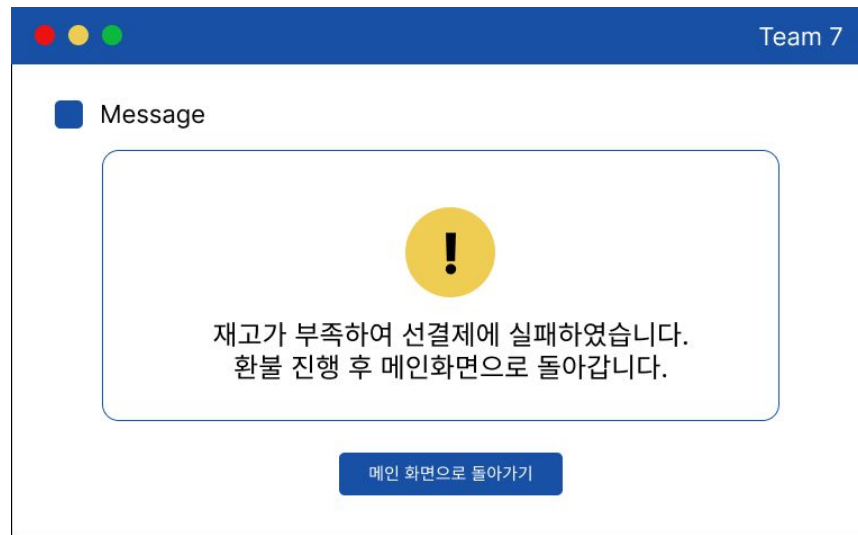 Team 7
Message
!
재고가 부족하여 선결제에 실패하였습니다.
환불 진행 후 메인화면으로 돌아갑니다.
메인 화면으로 돌아가기